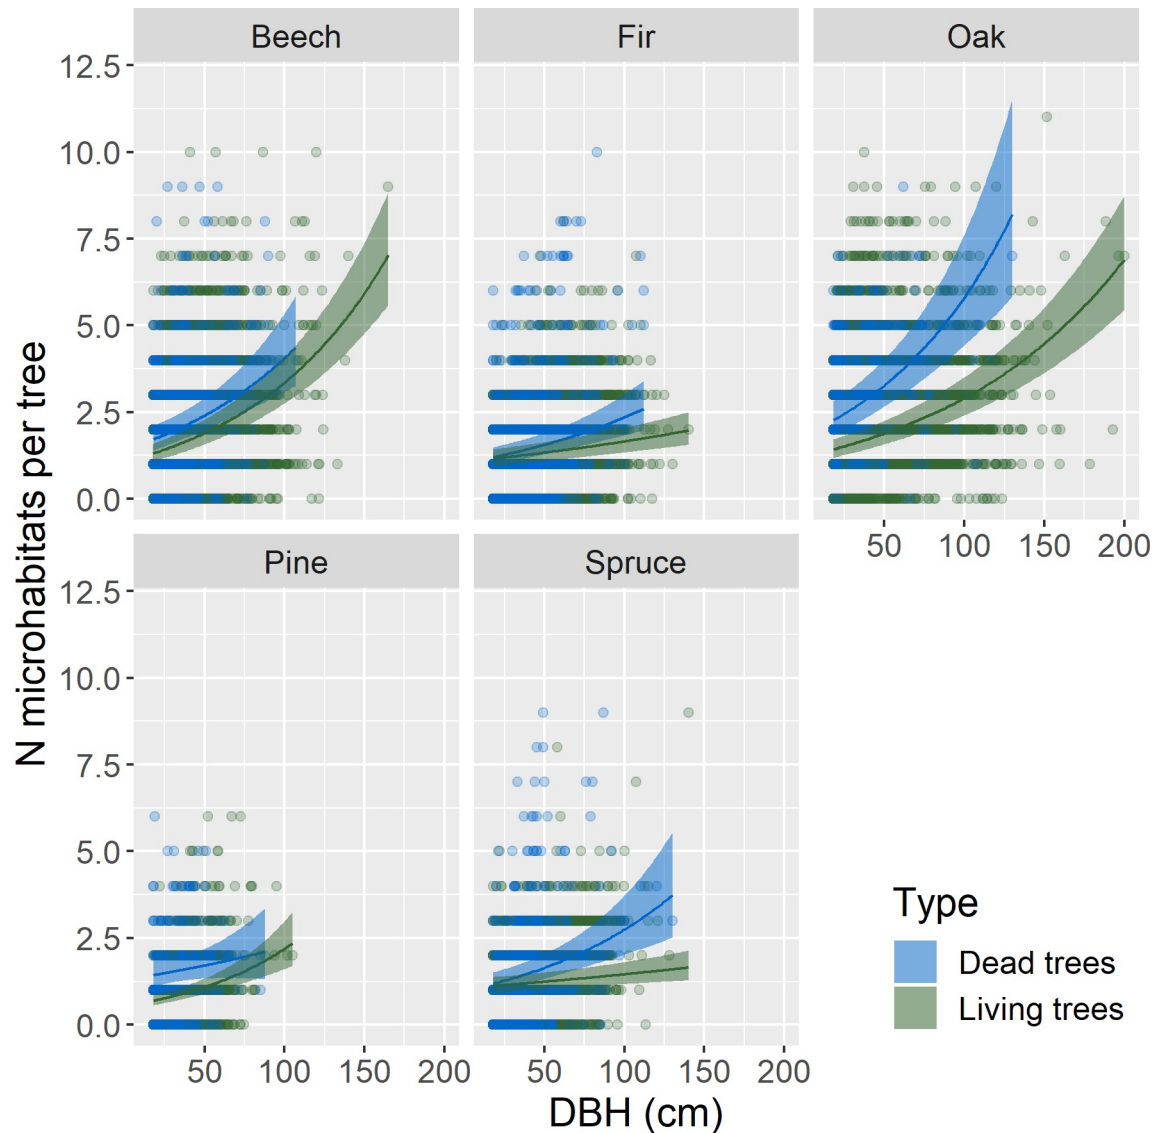 Beech Fir Oak
12.5
10.0
7.5
5.0
2.5
0.0
50 100 150 200
Pine Spruce
12.5
10.0
7.5
5.0
2.5
0.0
50 100 150 200 50 100 150 200
N microhabitats per tree
DBH (cm)
Type
Dead trees
Living trees